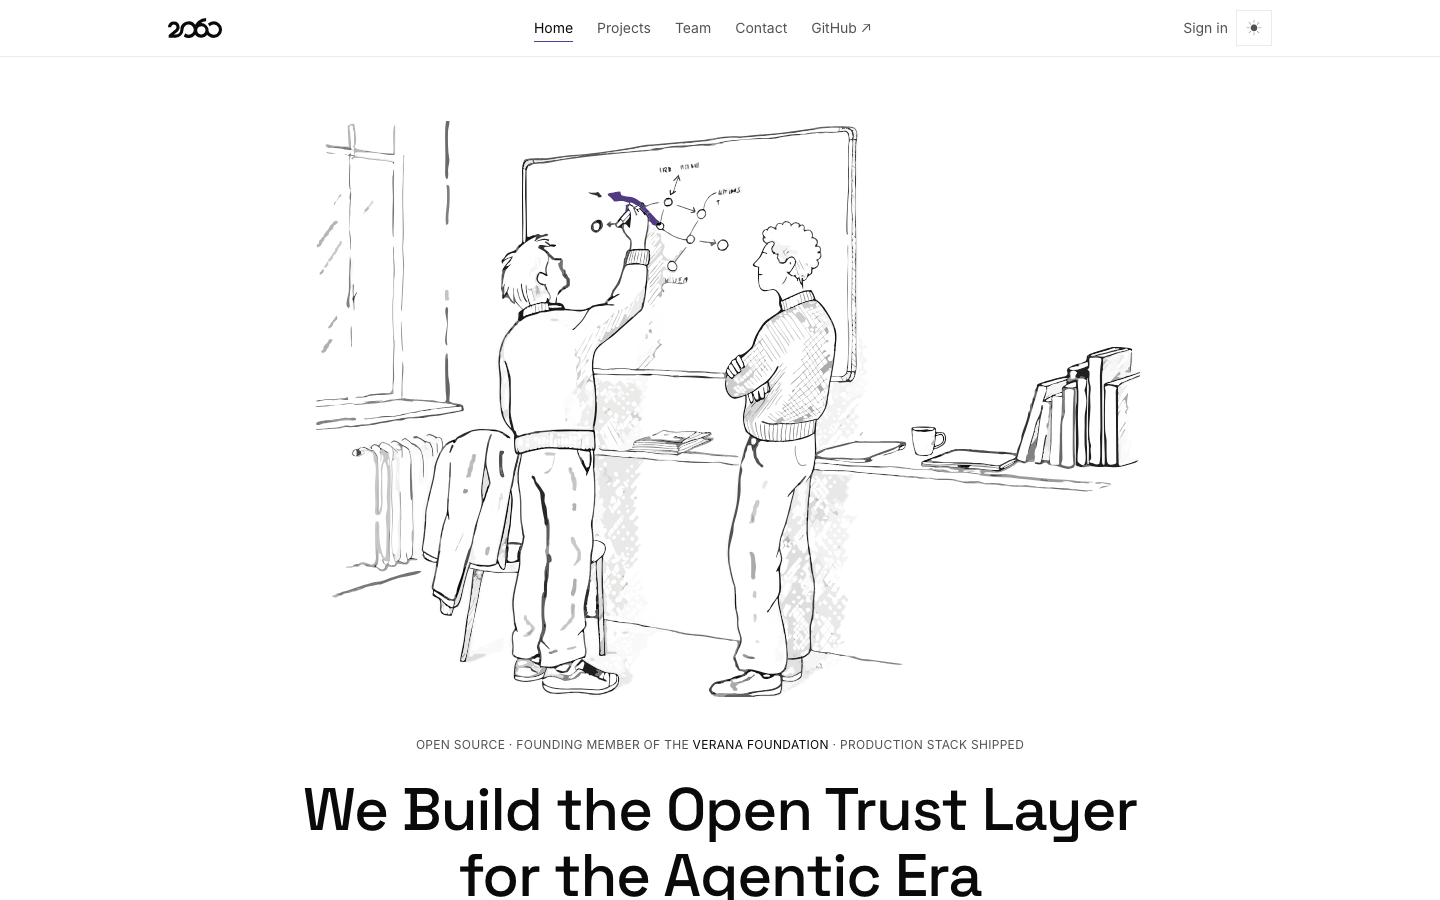 2060
Home Projects Team Contact GitHub ↗ Sign in
OPEN SOURCE · FOUNDING MEMBER OF THE VERANA FOUNDATION · PRODUCTION STACK SHIPPED
We Build the Open Trust Layer
for the Agentic Era